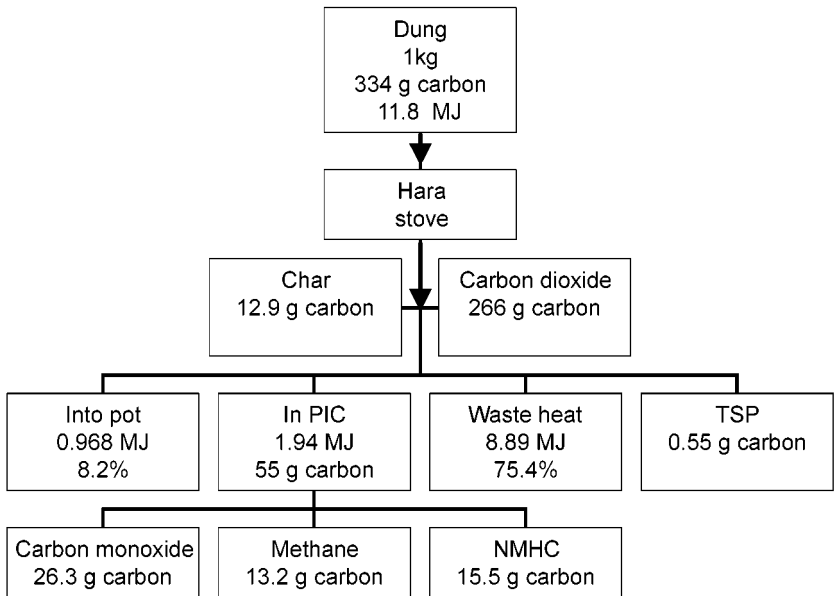 Dung
1kg
334 g carbon
11.8 MJ
Hara
stove
Char
12.9 g carbon
Carbon dioxide
266 g carbon
Into pot
0.968 MJ
8.2%
In PIC
1.94 MJ
55 g carbon
Waste heat
8.89 MJ
75.4%
TSP
0.55 g carbon
Carbon monoxide
26.3 g carbon
Methane
13.2 g carbon
NMHC
15.5 g carbon